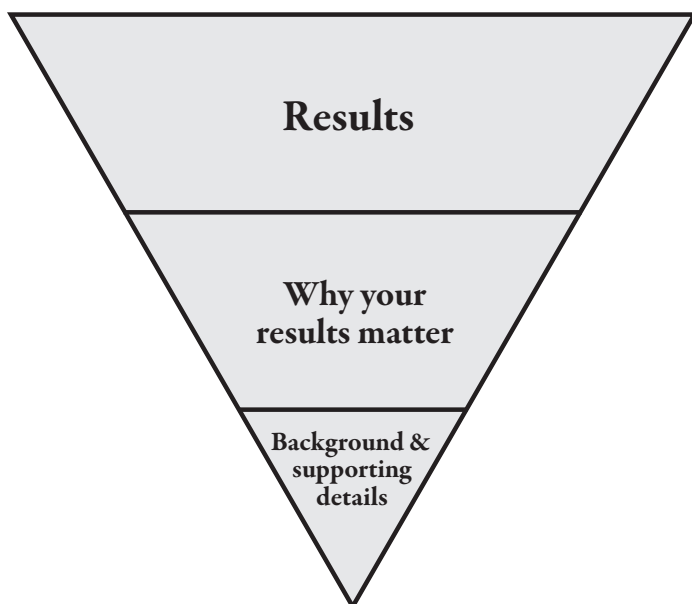 Results
Why your
results matter
Background &
supporting
details